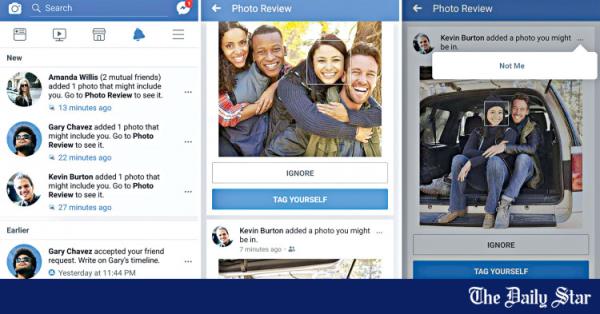 Search
New
Amanda Willis (2 mutual friends)
added 1 photo that might include
you. Go to Photo Review to see it.
13 minutes ago
Gary Chavez added 1 photo that
might include you. Go to Photo
Review to see it.
22 minutes ago
Kevin Burton added 1 photo that
might include you. Go to Photo
Review to see it.
27 minutes ago
Earlier
Gary Chavez accepted your friend
request. Write on Gary's timeline.
Yesterday at 11:44 PM
Photo Review
IGNORE
TAG YOURSELF
Kevin Burton added a photo you might
be in.
7 minutes ago
Photo Review
Kevin Burton added a photo you might
be in.
Not Me
IGNORE
TAG YOURSELF
The Daily Star